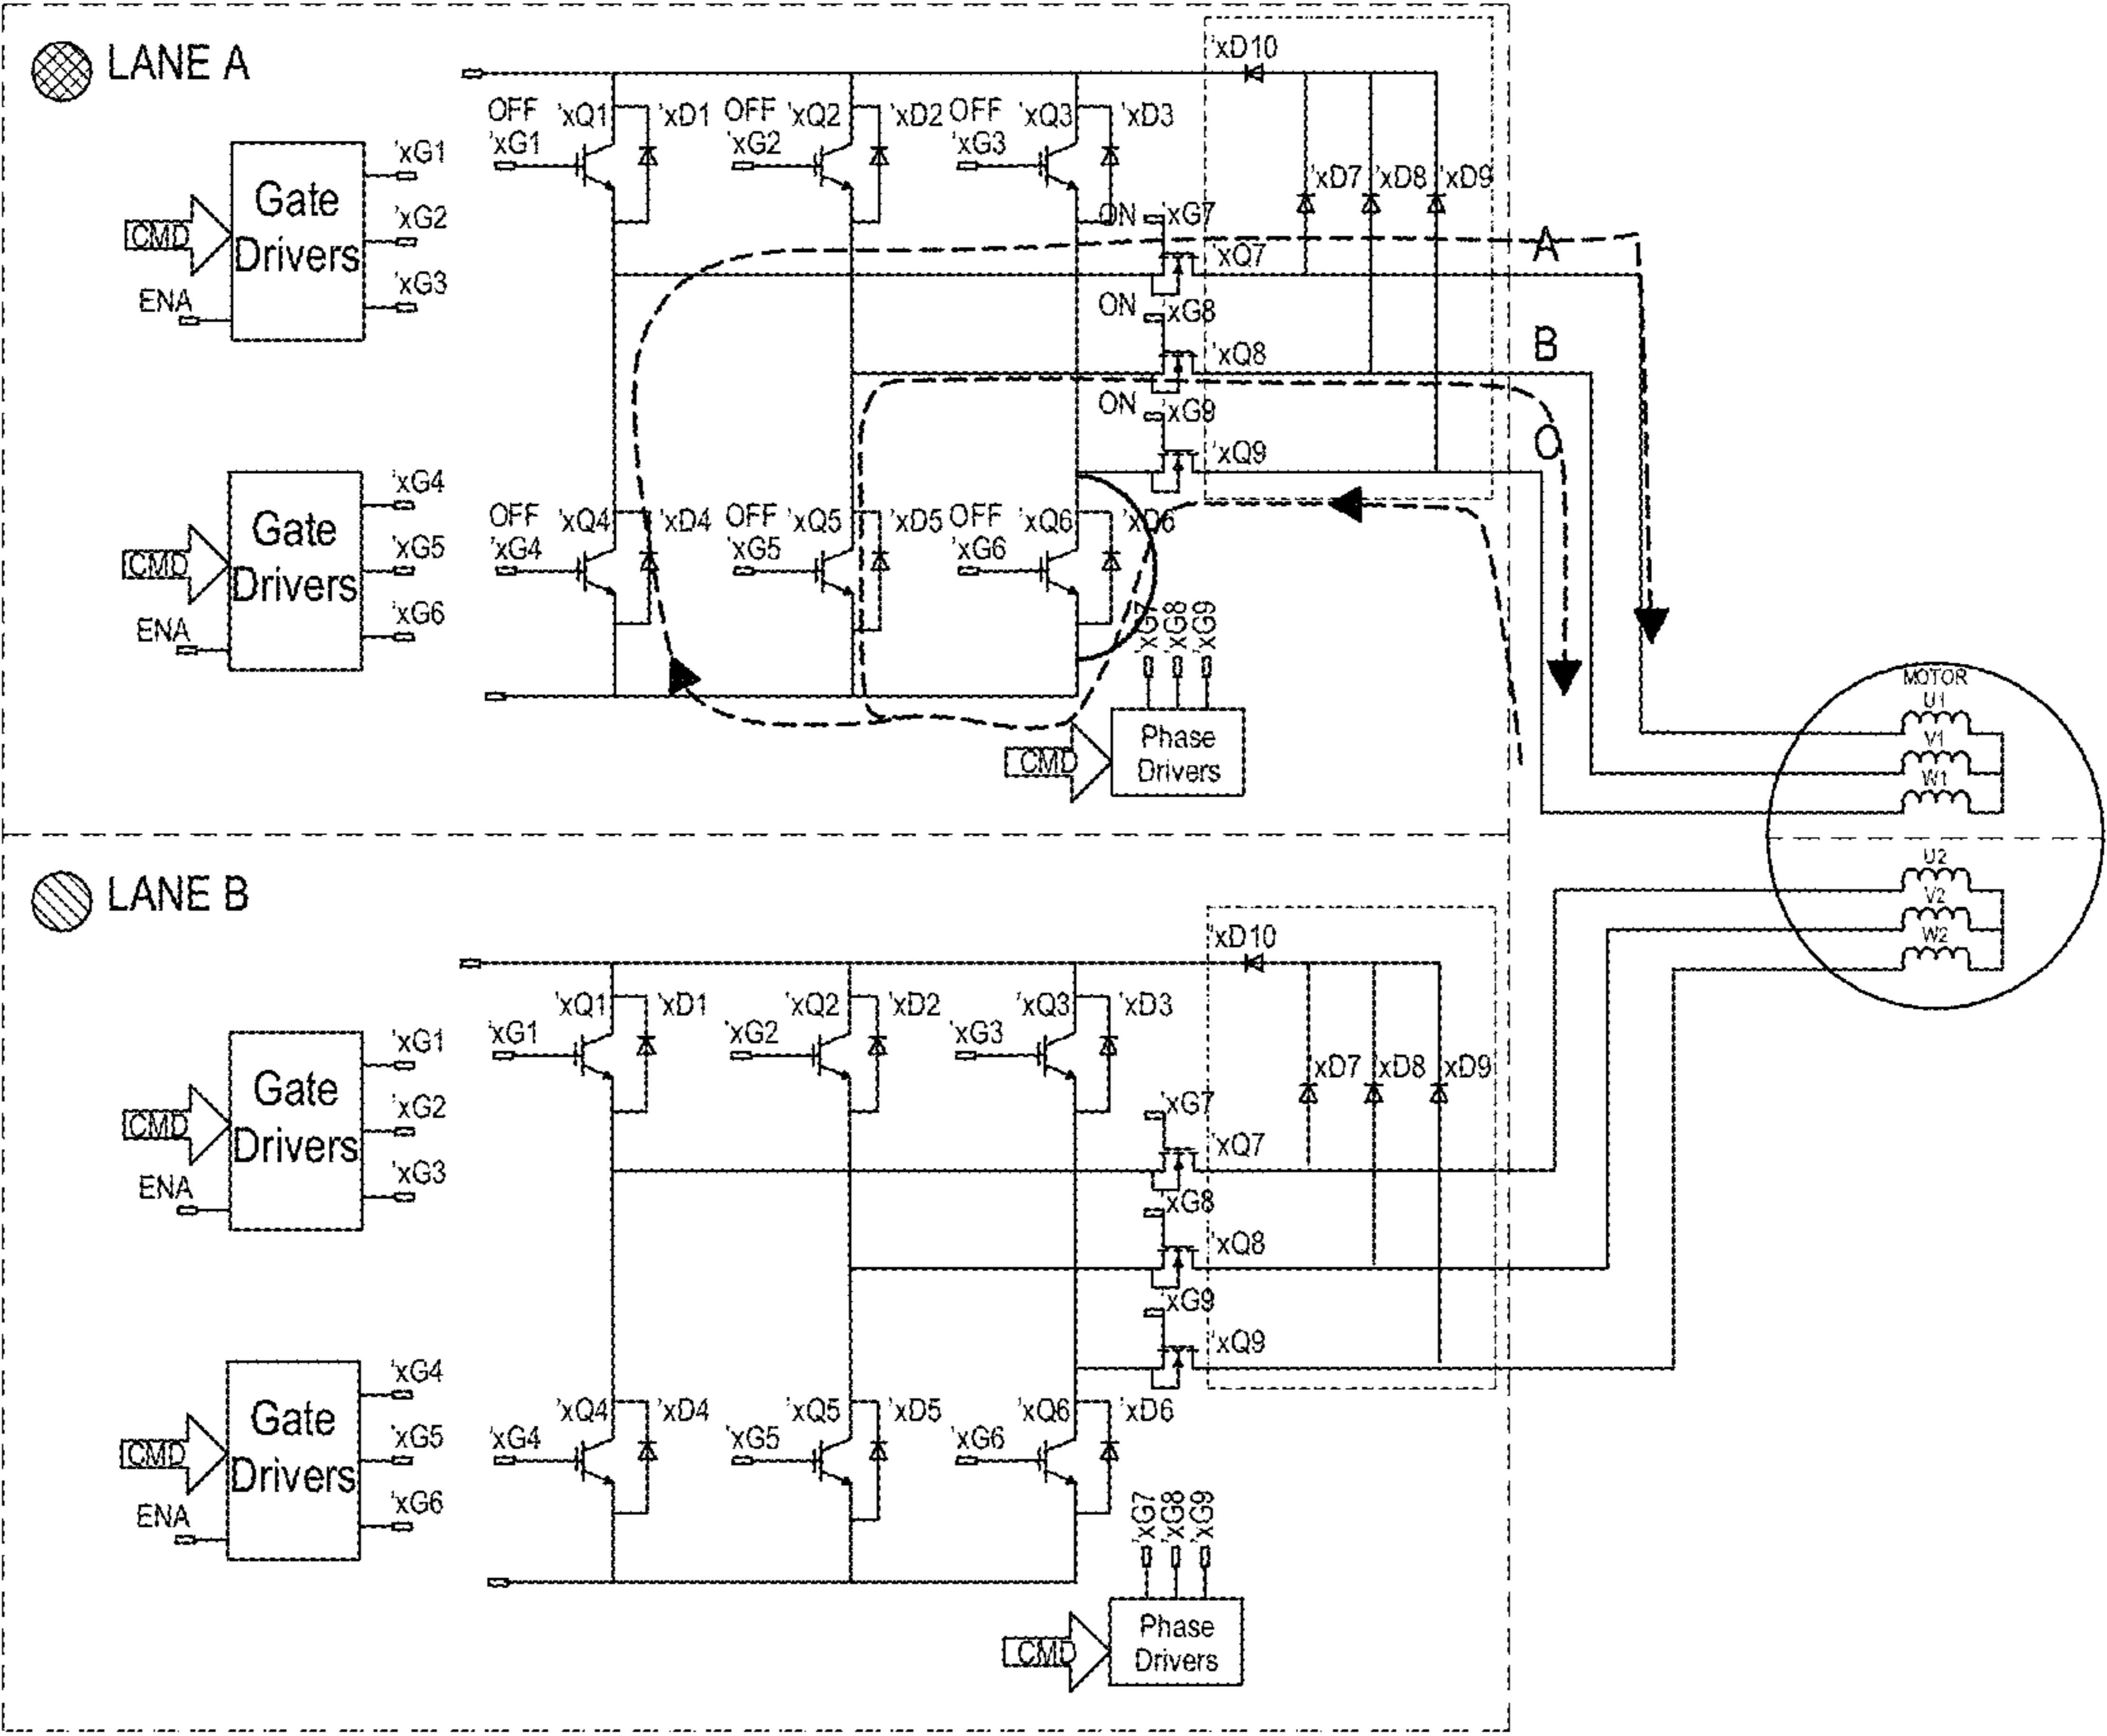 LANE A
'xD10
OFF 'xQ1 'xD1 OFF 'xQ2 'xD2 OFF 'xQ3 'xD3
'xG1 'xG2 'xG3
'xG1
Gate
Drivers
CMD
'xG2
'xG3
ENA
'xD7 'xD8 'xD9
ON 'xG7
'xQ7
A
ON 'xG8
'xQ8
B
ON 'xG9
'xQ9
C
'xG4
Gate
Drivers
CMD
'xG5
'xG6
ENA
OFF 'xQ4 'xD4 OFF 'xQ5 'xD5 OFF 'xQ6 'xD6
'xG4 'xG5 'xG6
'xG7 'xG8 'xG9
CMD
Phase
Drivers
MOTOR
U1
V1
W1
U2
V2
W2
LANE B
'xD10
'xQ1 'xD1 'xQ2 'xD2 'xQ3 'xD3
'xG1 'xG2 'xG3
'xG1
Gate
Drivers
CMD
'xG2
'xG3
ENA
xD7 xD8 xD9
'xG7
'xQ7
'xG8
'xQ8
'xG9
'xQ9
'xG4
Gate
Drivers
CMD
'xG5
'xG6
ENA
'xQ4 'xD4 'xQ5 'xD5 'xQ6 'xD6
'xG4 'xG5 'xG6
'xG7 'xG8 'xG9
CMD
Phase
Drivers